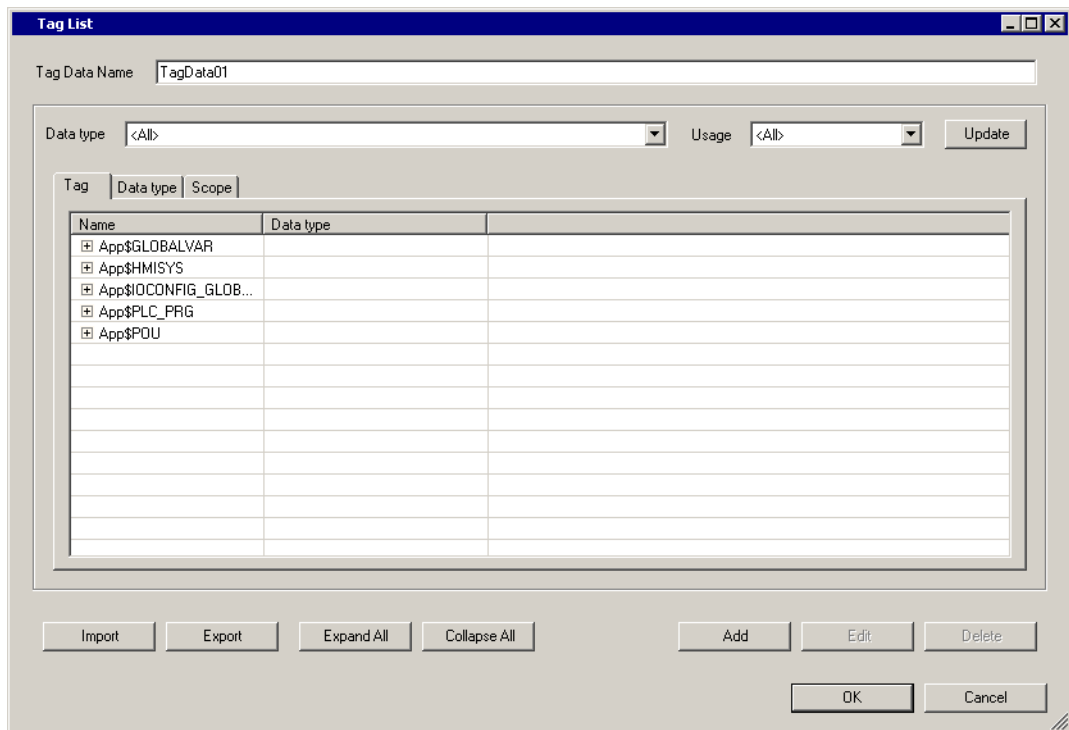 Tag List
Tag Data Name TagData01
Data type <All> Usage <All> Update
Tag Data type Scope
Name Data type
App$GLOBALVAR
App$HMISYS
App$IOCONFIG_GLOB...
App$PLC_PRG
App$POU
Import Export Expand All Collapse All Add Edit Delete
OK Cancel